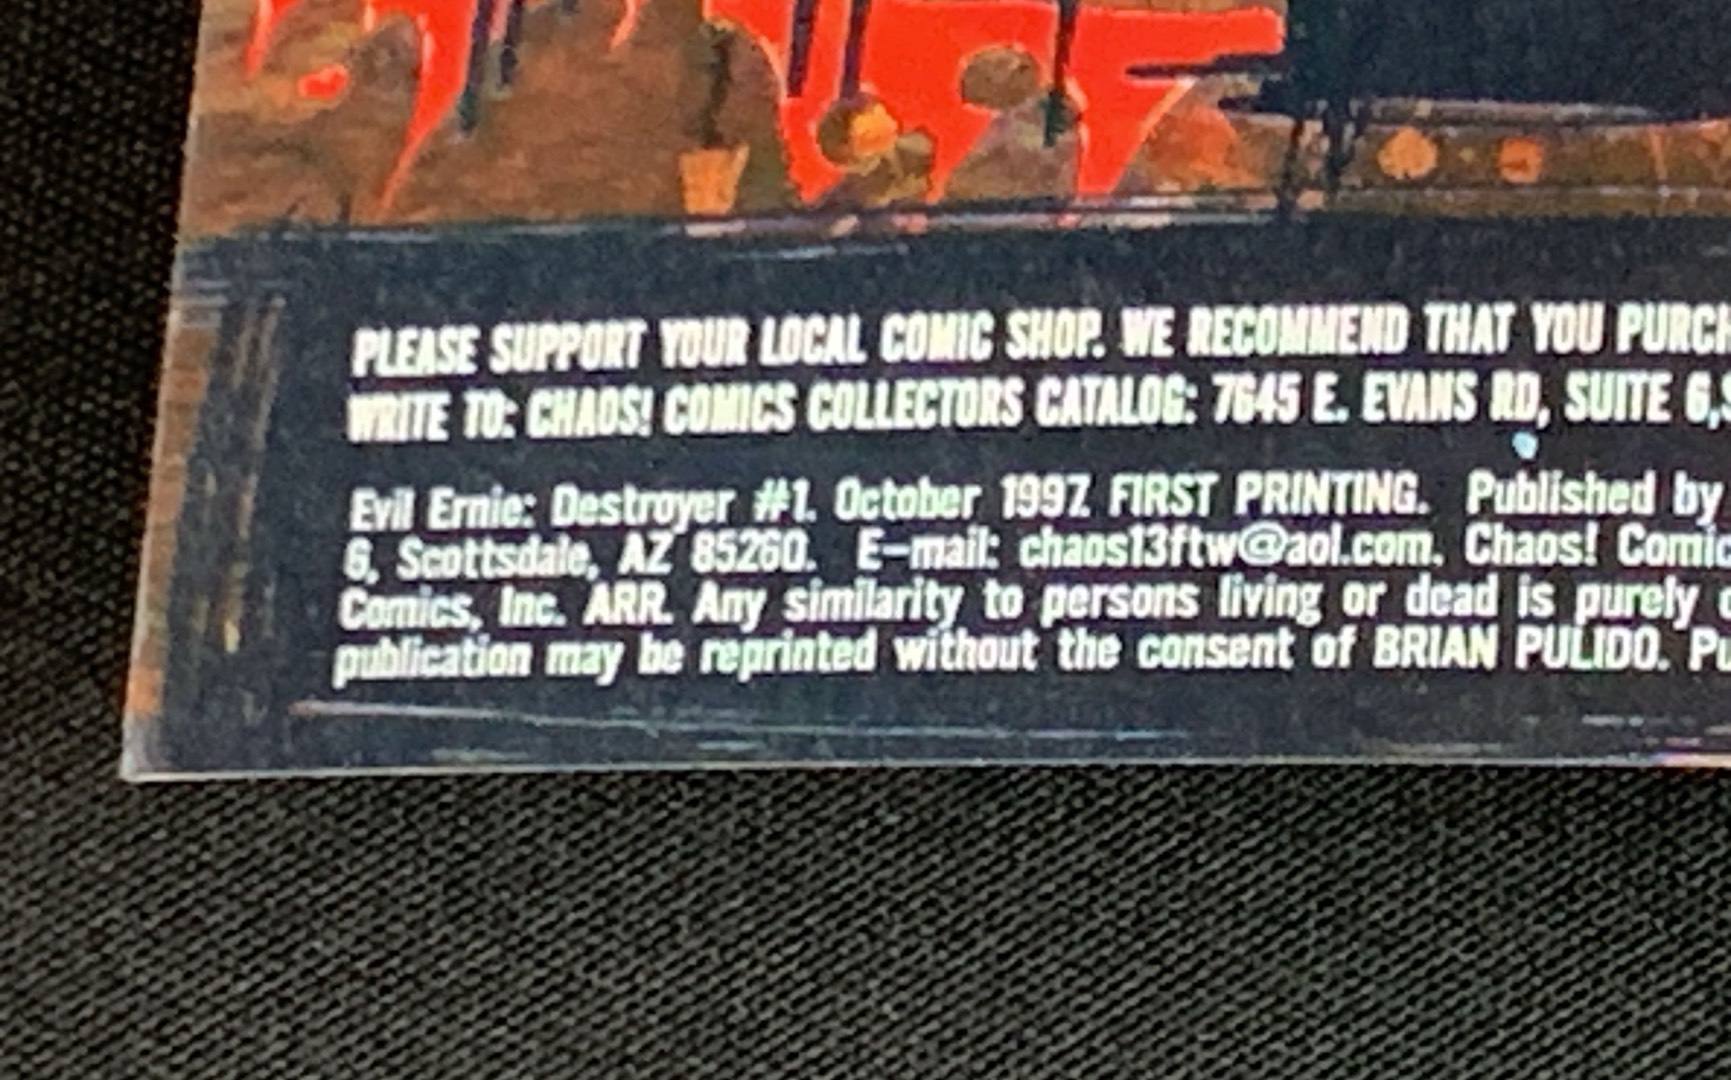 PLEASE SUPPORT YOUR LOCAL COMIC SHOP. WE RECOMMEND THAT YOU
WRITE TO: CHAOS! COMICS COLLECTORS CATALOG: 7645 E. EVANS RD, SUITE 6,
Evil Ernie: Destroyer #1. October 1997. FIRST PRINTING. Published by
6, Scottsdale, AZ 85260. E-mail: chaos13ftw@aol.com. Chaos!
Comics, Inc. ARR. Any similarity to persons living or dead is purely
publication may be reprinted without the consent of BRIAN PULIDO.